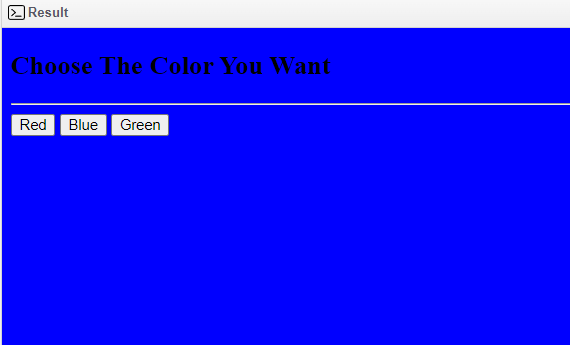 Result
Choose The Color You Want
Red Blue Green